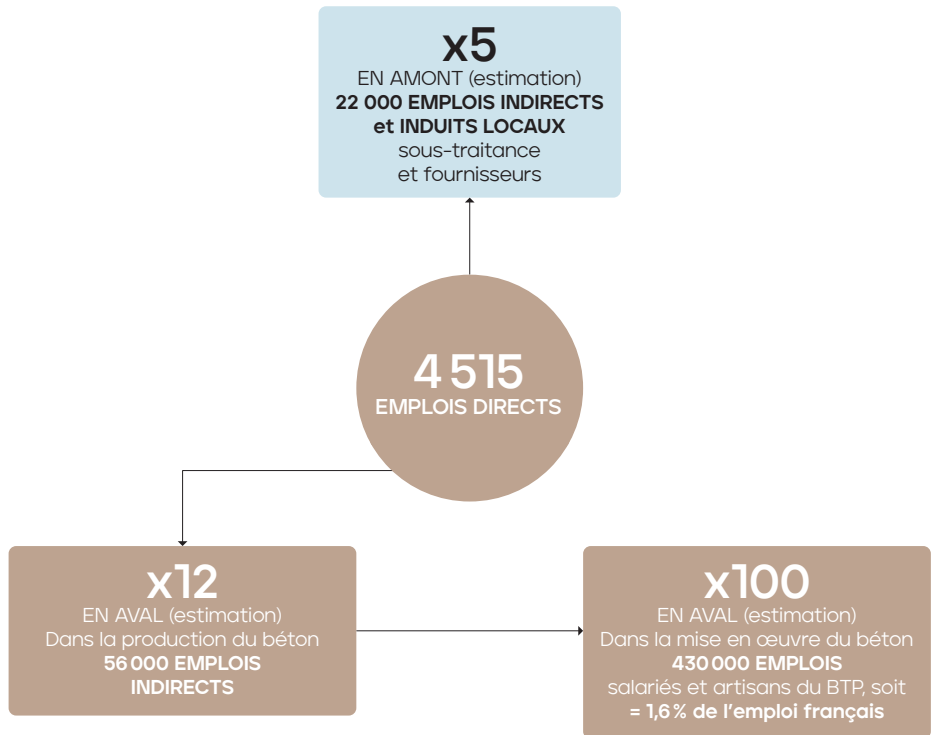 x5
EN AMONT (estimation)
22 000 EMPLOIS INDIRECTS
et INDUITS LOCAUX
sous-traitance
et fournisseurs
4 515
EMPLOIS DIRECTS
x12
EN AVAL (estimation)
Dans la production du béton
56 000 EMPLOIS
INDIRECTS
x100
EN AVAL (estimation)
Dans la mise en œuvre du béton
430 000 EMPLOIS
salariés et artisans du BTP, soit
= 1,6 % de l'emploi français